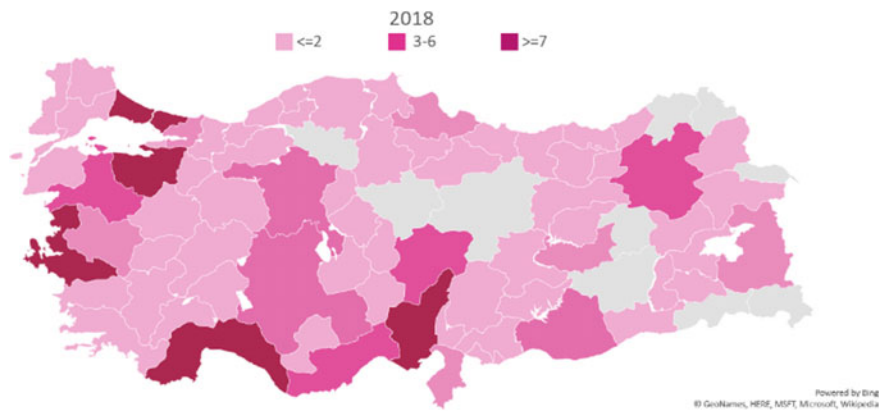 2018
<=2 3-6 >=7
Powered by Bing
© GeoNames, HERE, MSFT, Microsoft, Wikipedia